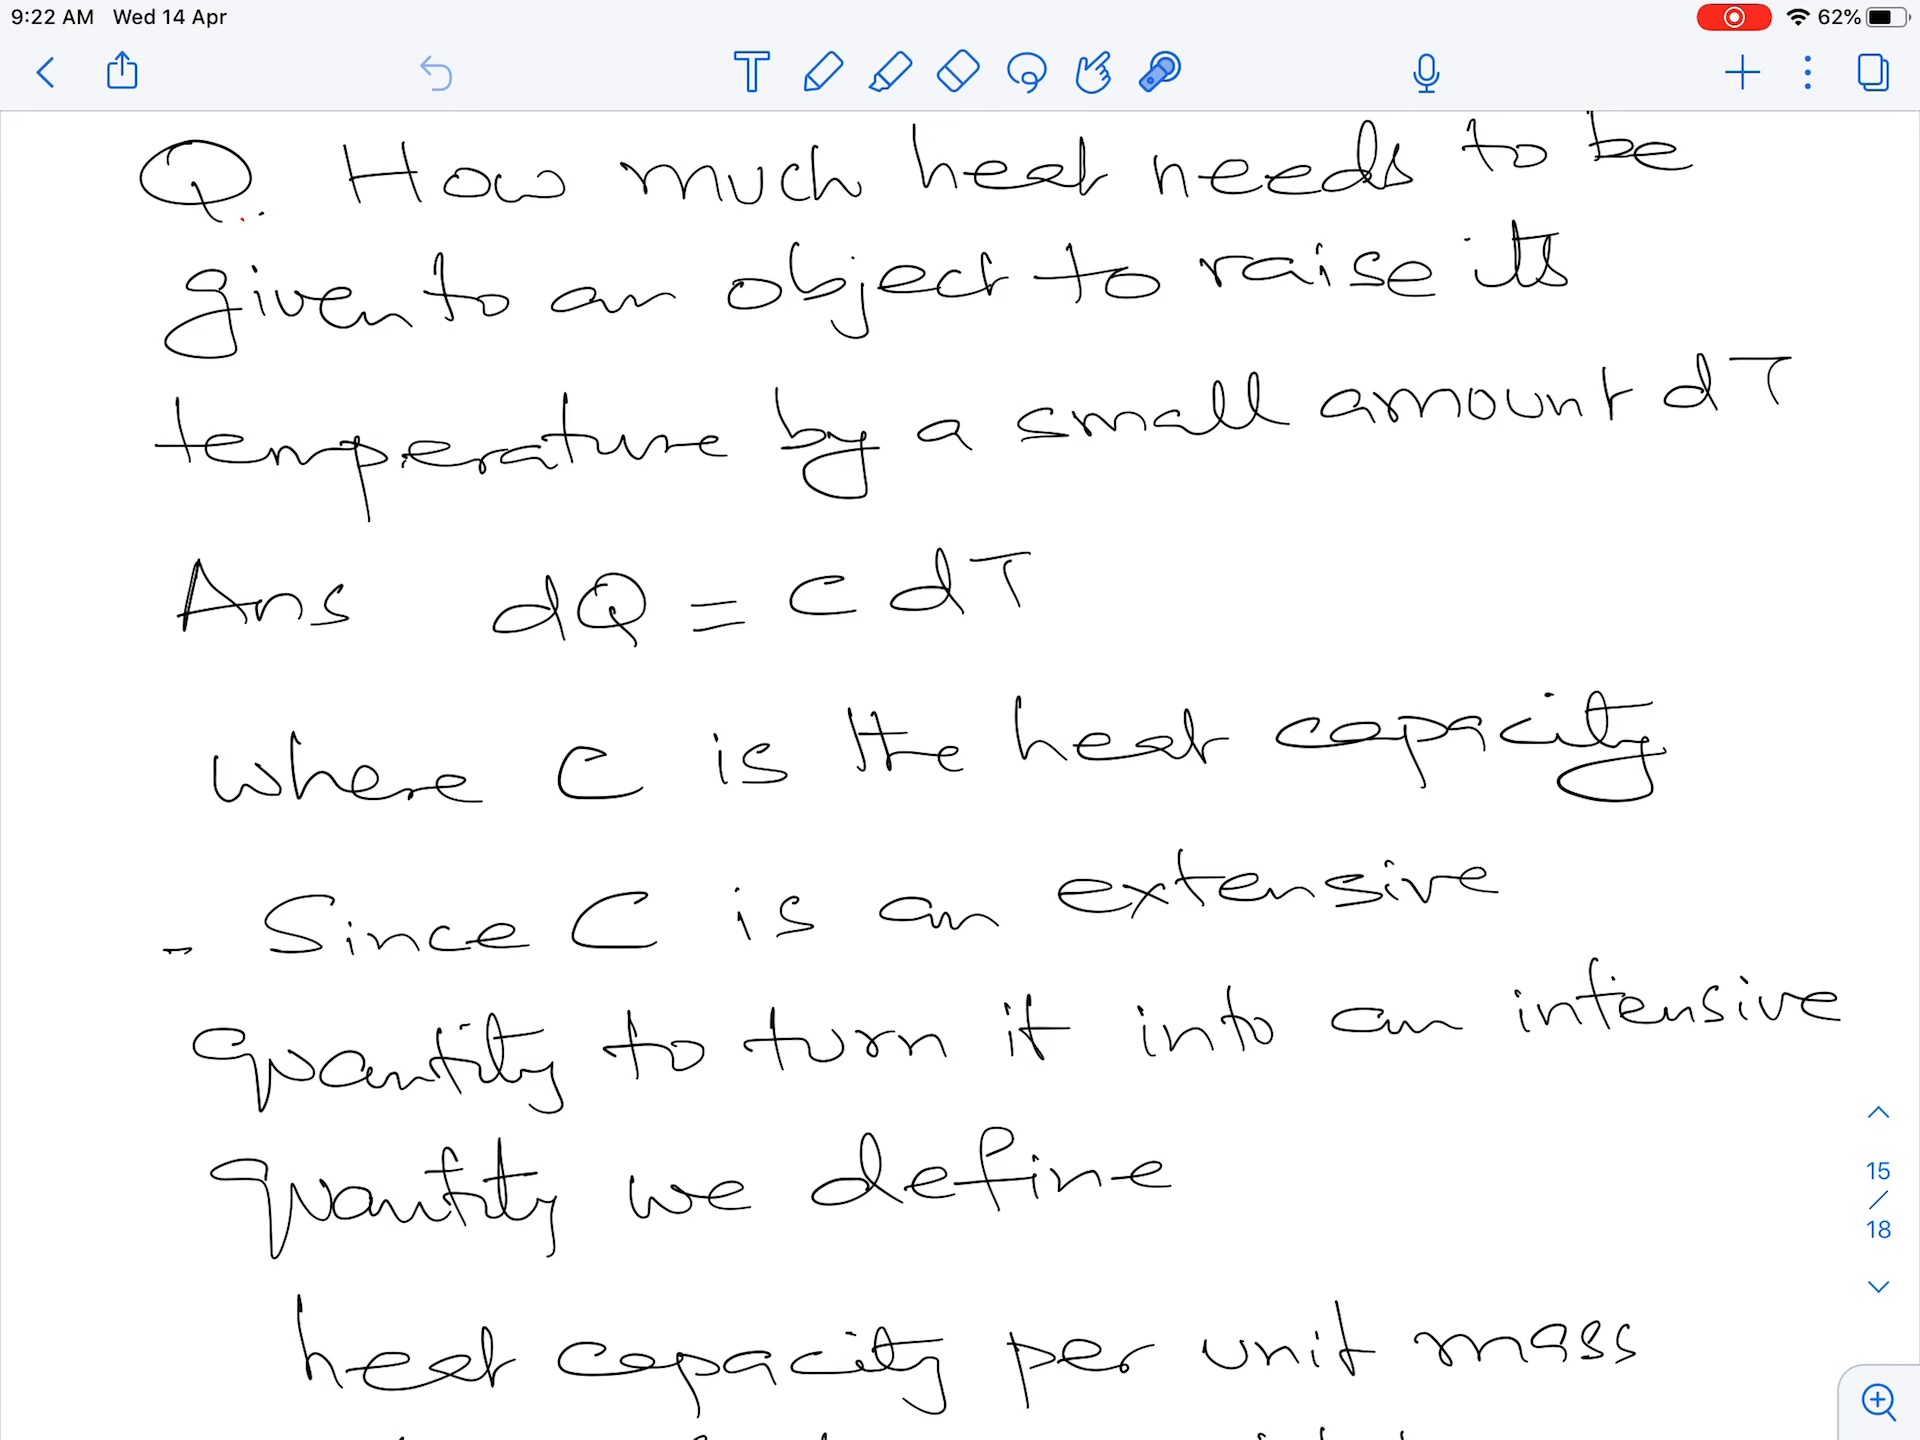 9:22 AM Wed 14 Apr
62%
T
Q. How much heat needs to be
given to an object to raise its
temperature by a small amount dT
Ans dQ = C dT
where C is the heat capacity
- Since C is an extensive
quantity to turn it into an intensive
quantity we define
heat capacity per unit mass
15
/
18